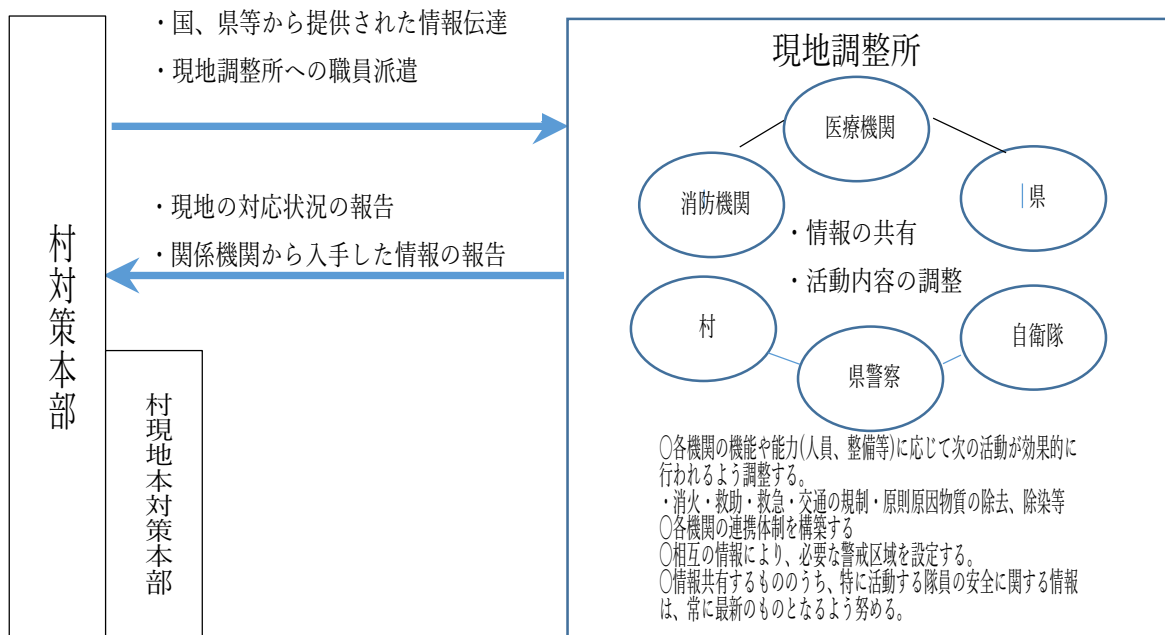 ・国、県等から提供された情報伝達
・現地調整所への職員派遣
・現地の対応状況の報告
・関係機関から入手した情報の報告
村対策本部
村現地本対策本部
現地調整所
医療機関
消防機関
県
・情報の共有
・活動内容の調整
村
自衛隊
県警察
〇各機関の機能や能力(人員、整備等)に応じて次の活動が効果的に
行われるよう調整する。
・消火・救助・救急・交通の規制・原則原因物質の除去、除染等
〇各機関の連携体制を構築する
〇相互の情報により、必要な警戒区域を設定する。
〇情報共有するもののうち、特に活動する隊員の安全に関する情報
は、常に最新のものとなるよう努める。